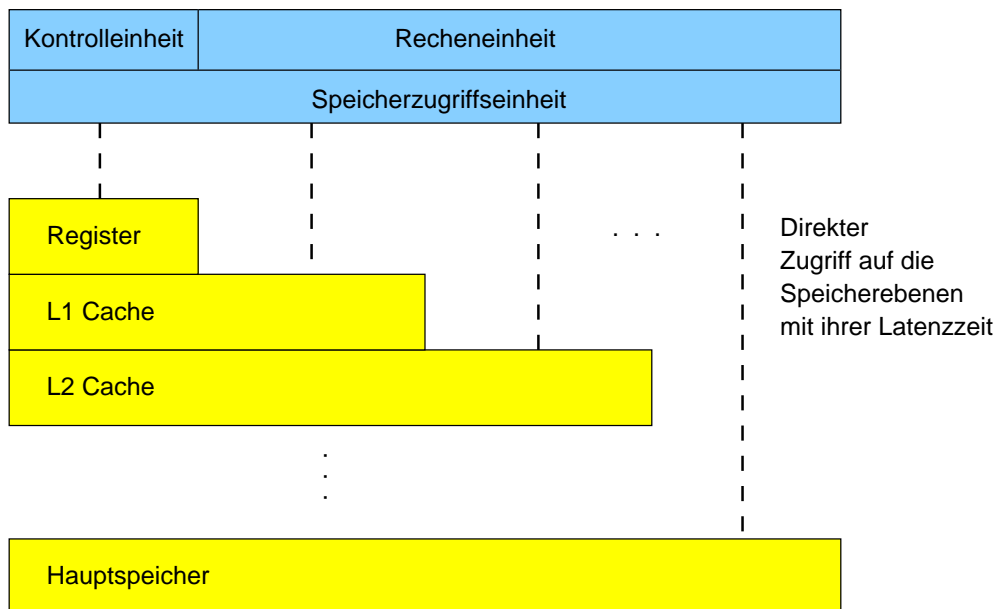 Kontrolleinheit
Recheneinheit
Speicherzugriffseinheit
Register
. . .
Direkter
Zugriff auf die
Speicherebenen
mit ihrer Latenzzeit
L1 Cache
L2 Cache
.
.
.
Hauptspeicher